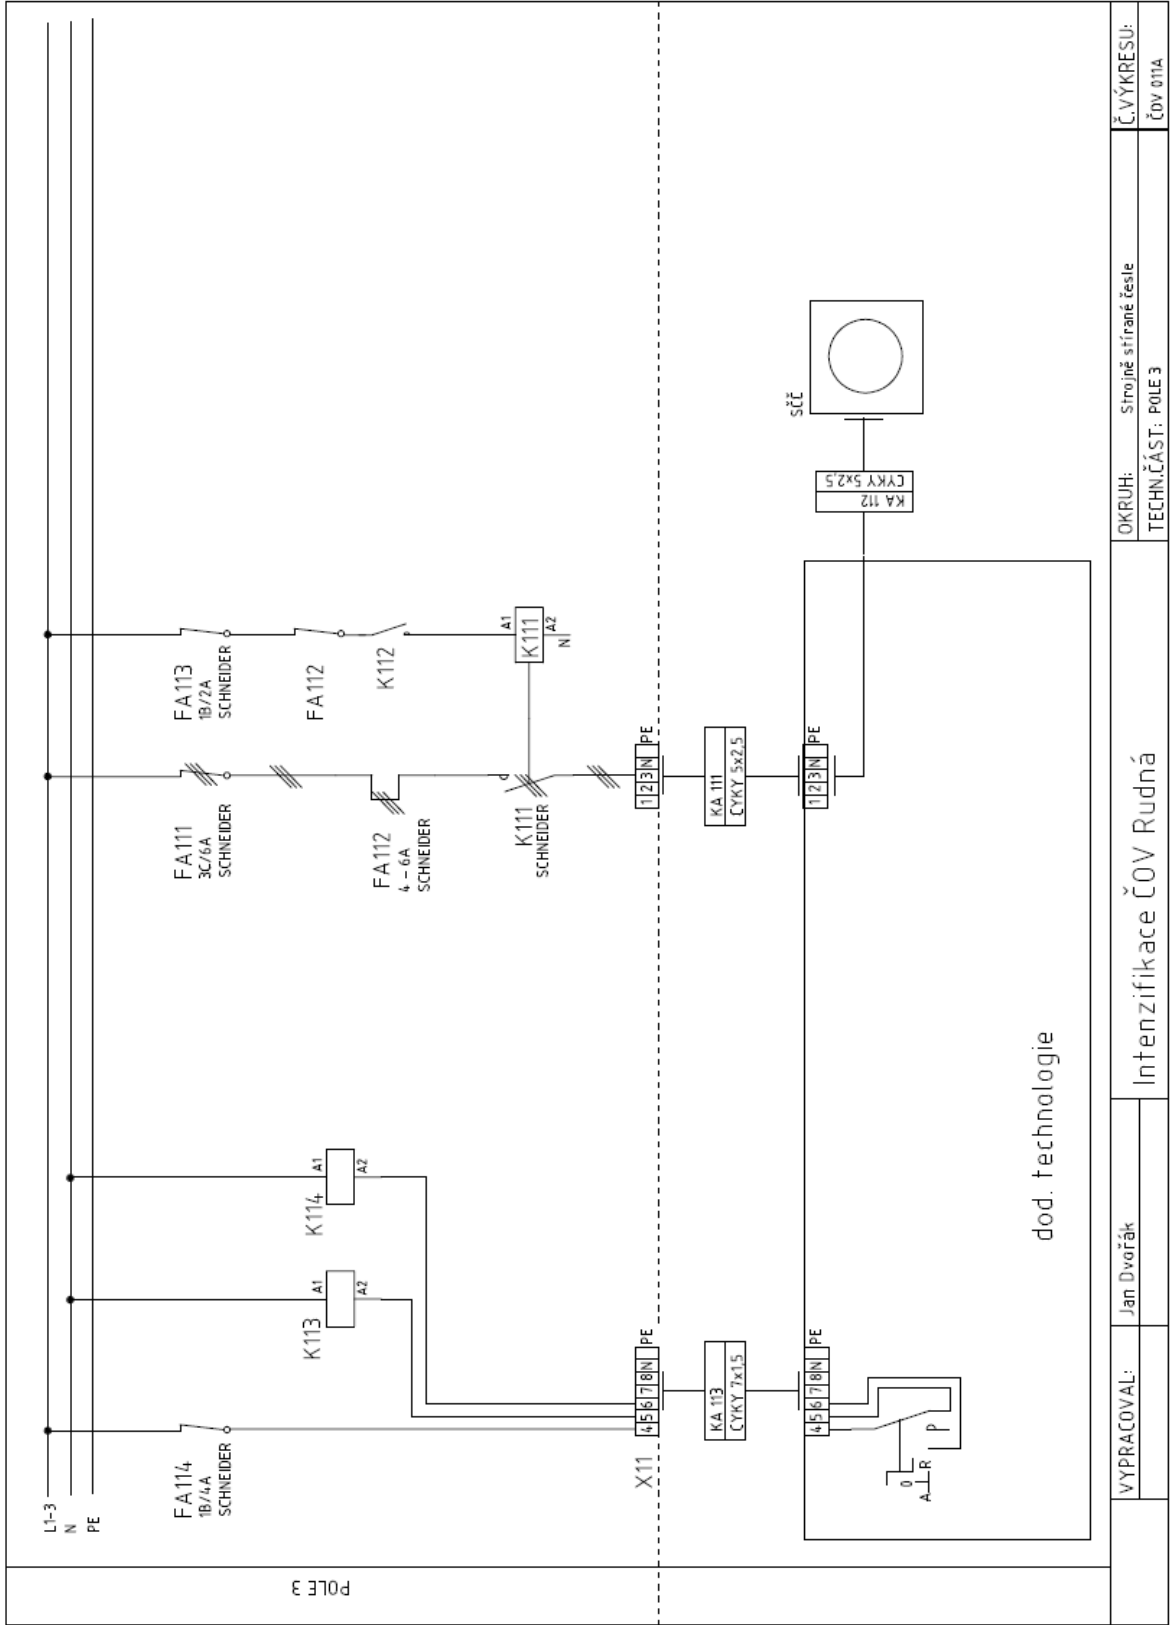 L1-3
N
PE
FA114
1B/4A
SCHNEIDER
K113
A1
A2
K114
A1
A2
FA111
3C/6A
SCHNEIDER
FA112
4 - 6A
SCHNEIDER
K111
SCHNEIDER
FA113
1B/2A
SCHNEIDER
FA112
K112
K111
A1
A2
N
POLE 3
X11
4 5 6 7 8 N PE
1 2 3 N PE
KA 113
CYKY 7x1,5
KA 111
CYKY 5x2,5
4 5 6 7 8 N PE
1 2 3 N PE
A 0 R
P
KA 112
CYKY 5x2,5
SČČ
dod. technologie
VYPRACOVAL:
Jan Dvořák
Intenzifikace ČOV Rudná
OKRUH: Strojně stírané česle
TECHN.ČÁST: POLE 3
Č.VÝKRESU:
ČOV 011A